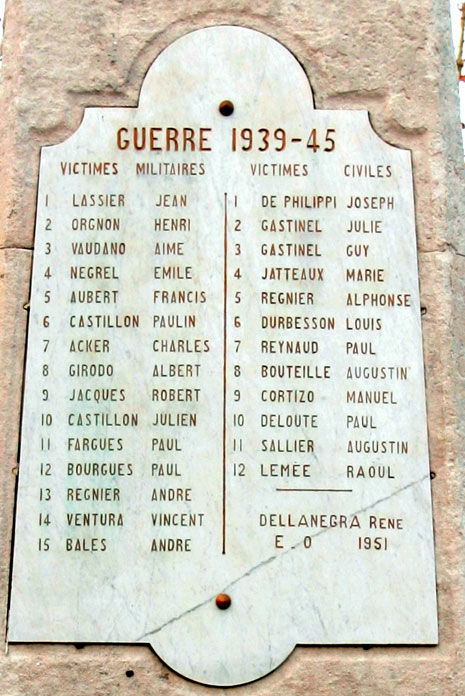 GUERRE 1939-45
VICTIMES MILITAIRES
1 LASSIER JEAN
2 ORGNON HENRI
3 VAUDANO AIME
4 NEGREL EMILE
5 AUBERT FRANCIS
6 CASTILLON PAULIN
7 ACKER CHARLES
8 GIRODO ALBERT
9 JACQUES ROBERT
10 CASTILLON JULIEN
11 FARGUES PAUL
12 BOURGUES PAUL
13 REGNIER ANDRE
14 VENTURA VINCENT
15 BALES ANDRE
VICTIMES CIVILES
1 DE PHILIPPI JOSEPH
2 GASTINEL JULIE
3 GASTINEL GUY
4 JATTEAUX MARIE
5 REGNIER ALPHONSE
6 DURBESSON LOUIS
7 REYNAUD PAUL
8 BOUTEILLE AUGUSTIN
9 CORTIZO MANUEL
10 DELOUTE PAUL
11 SALLIER AUGUSTIN
12 LEMÉE RAOUL
DELLANEGRA RENE
E. O 1951